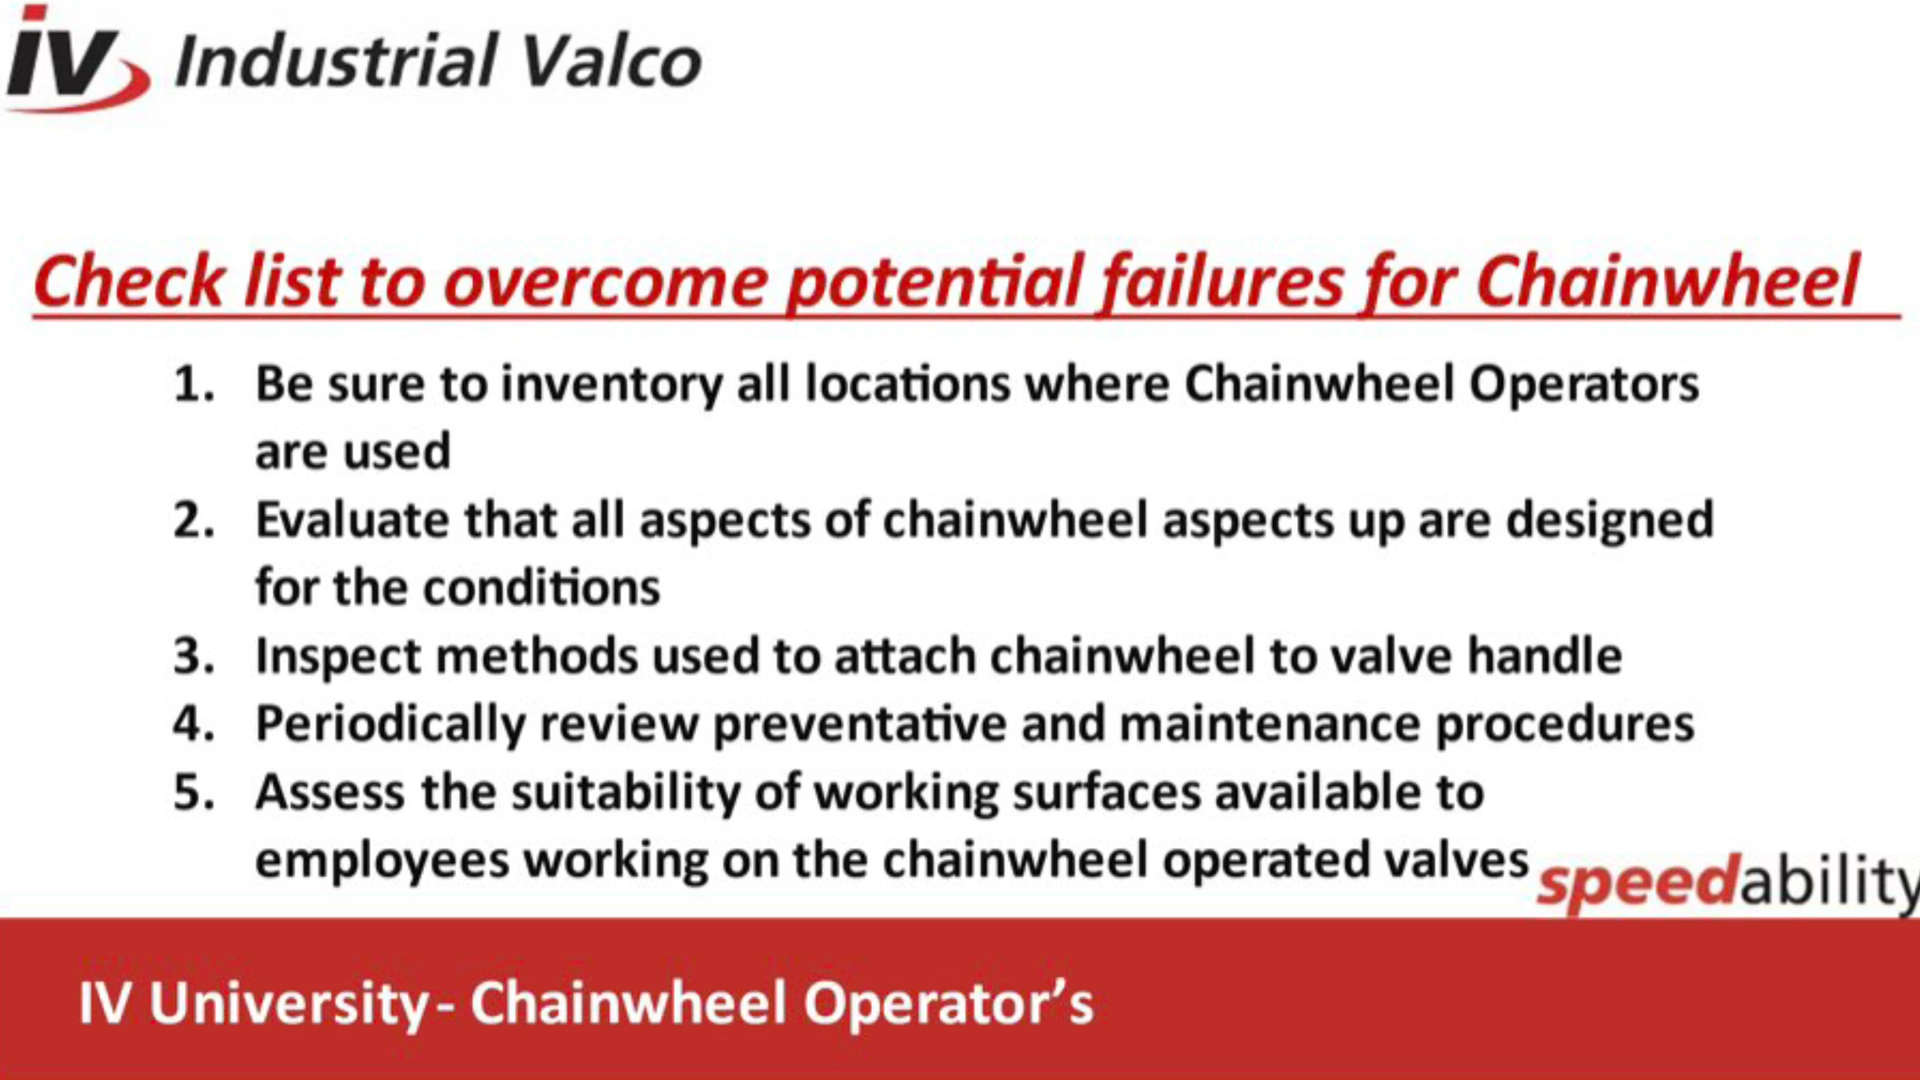 iv Industrial Valco
Check list to overcome potential failures for Chainwheel
1. Be sure to inventory all locations where Chainwheel Operators
are used
2. Evaluate that all aspects of chainwheel aspects up are designed
for the conditions
3. Inspect methods used to attach chainwheel to valve handle
4. Periodically review preventative and maintenance procedures
5. Assess the suitability of working surfaces available to
employees working on the chainwheel operated valves
speedability
IV University- Chainwheel Operator’s